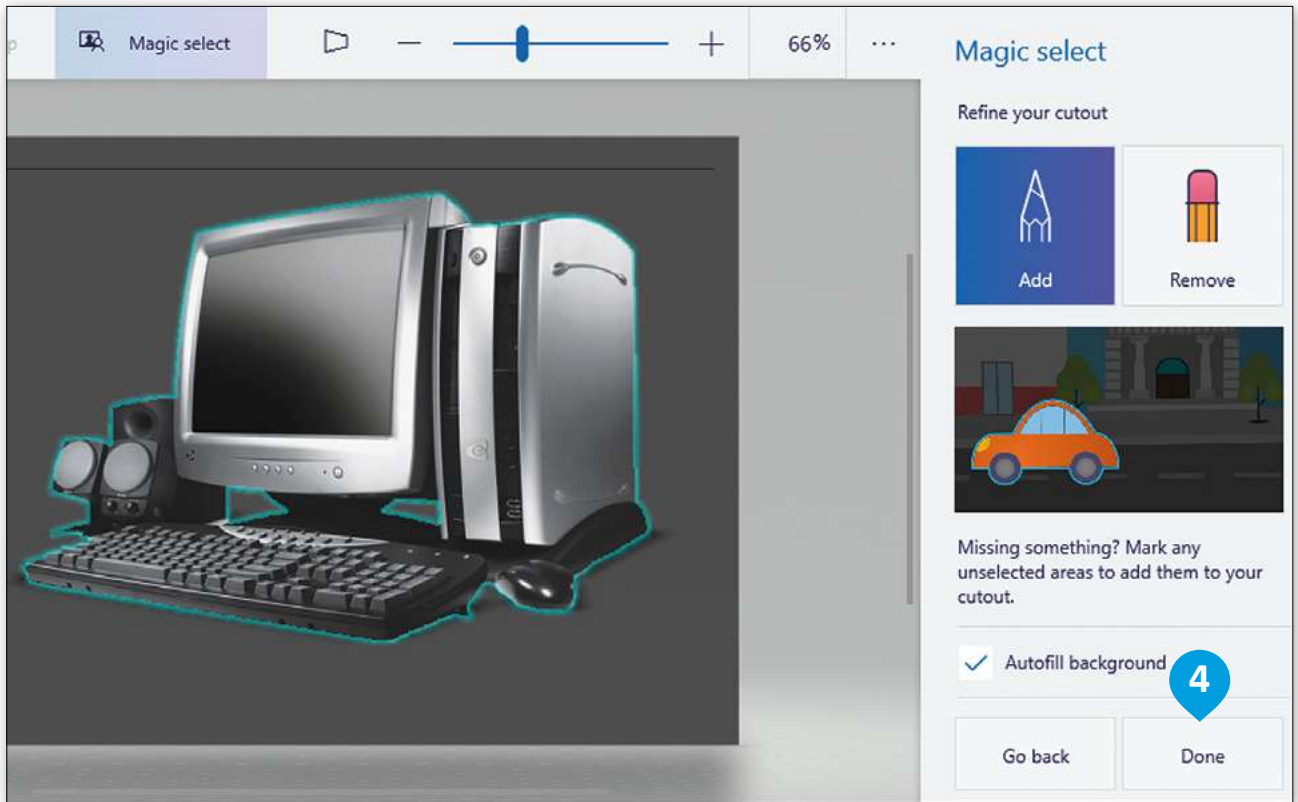 p
Magic select
66%
...
Magic select
Refine your cutout
Add
Remove
Missing something? Mark any
unselected areas to add them to your
cutout.
Autofill background
4
Go back
Done